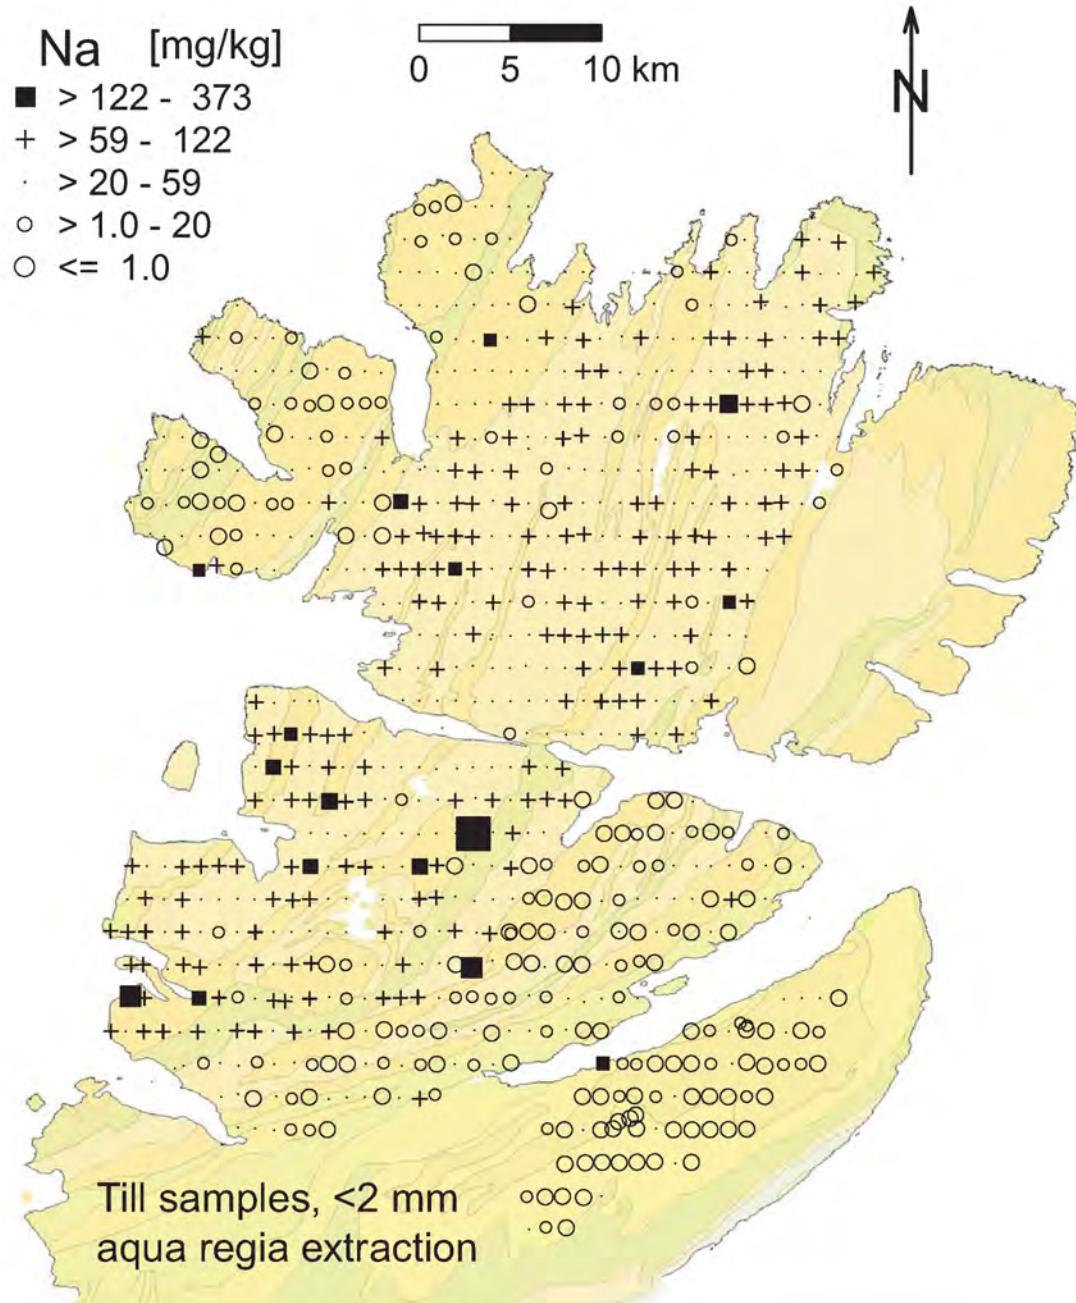 Na [mg/kg]
> 122 - 373
> 59 - 122
> 20 - 59
> 1.0 - 20
<= 1.0
0 5 10 km
N
Till samples, <2 mm
aqua regia extraction